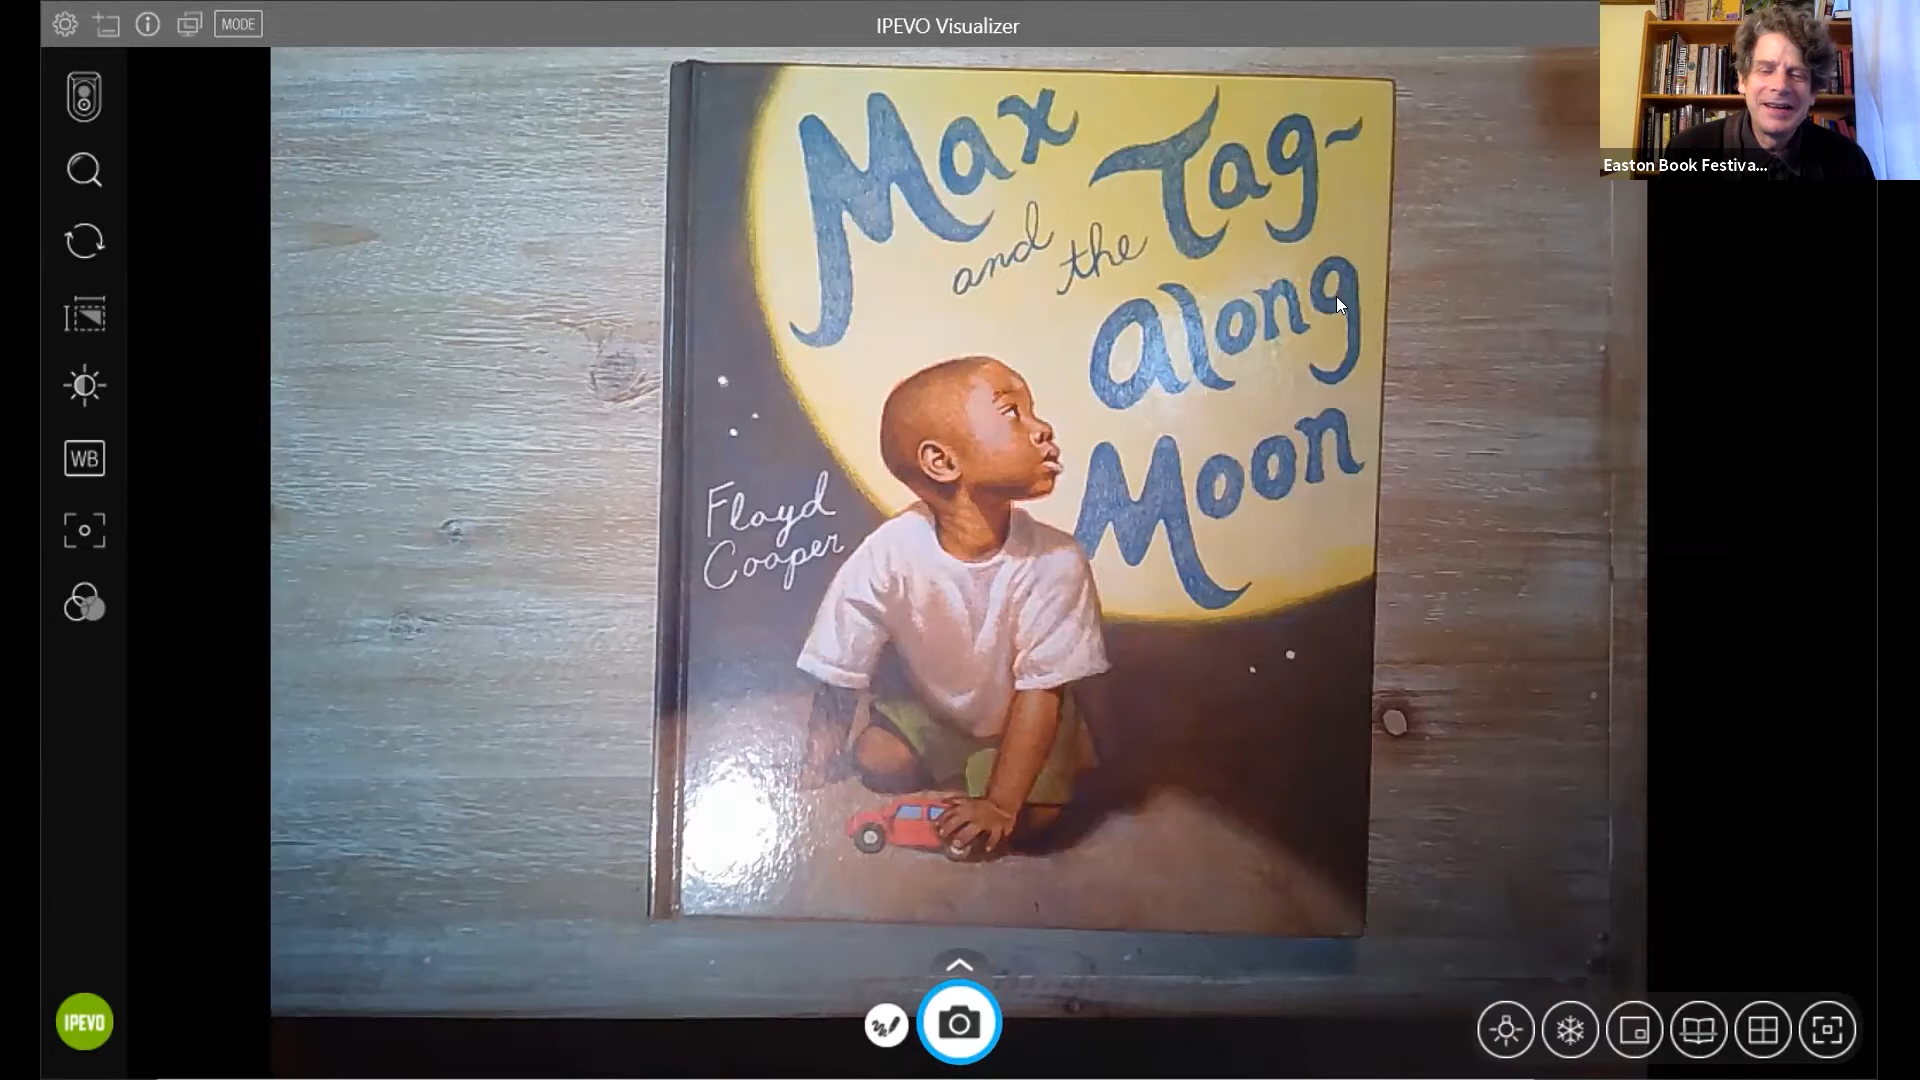 MODE
IPEVO Visualizer
Easton Book Festiva...
Max
and the
Tag-
along
Moon
Floyd
Cooper
WB
IPEVO